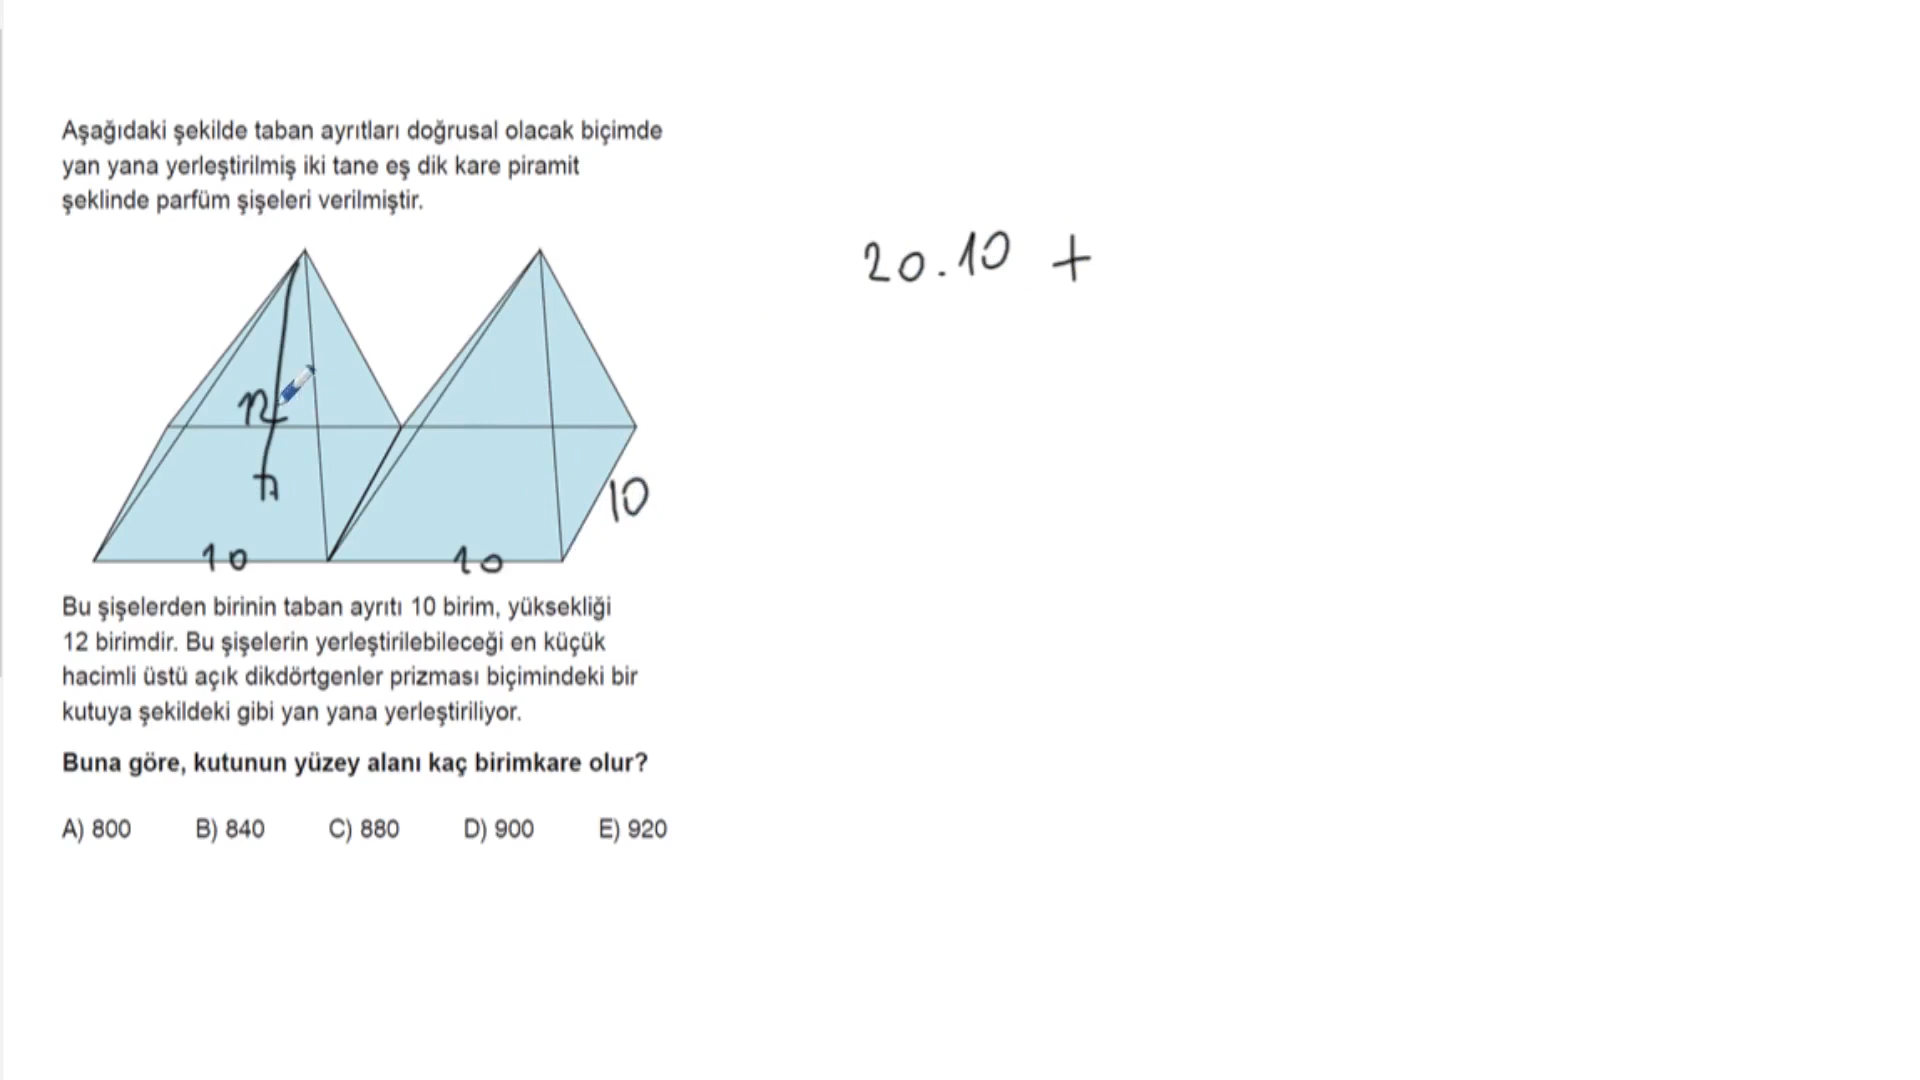 Aşağıdaki şekilde taban ayrıtları doğrusal olacak biçimde
yan yana yerleştirilmiş iki tane eş dik kare piramit
şeklinde parfüm şişeleri verilmiştir.
20.10 +
12
10
10
10
Bu şişelerden birinin taban ayrıtı 10 birim, yüksekliği
12 birimdir. Bu şişelerin yerleştirilebileceği en küçük
hacimli üstü açık dikdörtgenler prizması biçimindeki bir
kutuya şekildeki gibi yan yana yerleştiriliyor.
Buna göre, kutunun yüzey alanı kaç birimkare olur?
A) 800 B) 840 C) 880 D) 900 E) 920